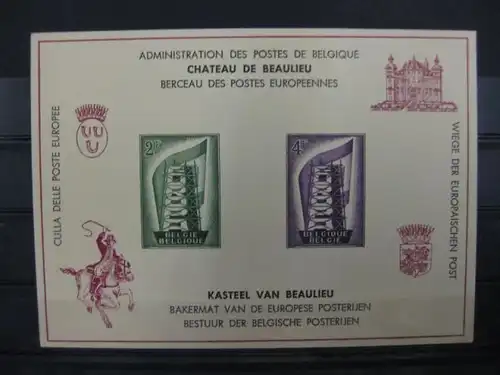 ADMINISTRATION DES POSTES DE BELGIQUE
CHATEAU DE BEAULIEU
BERCEAU DES POSTES EUROPEENNES
CULLA DELLE POSTE EUROPEE
WIEGE DER EUROPAISCHEN POST
2F
BELGIE
BELGIQUE
4F
BELGIE
BELGIQUE
KASTEEL VAN BEAULIEU
BAKERMAT VAN DE EUROPESE POSTERIJEN
BESTUUR DER BELGISCHE POSTERIJEN